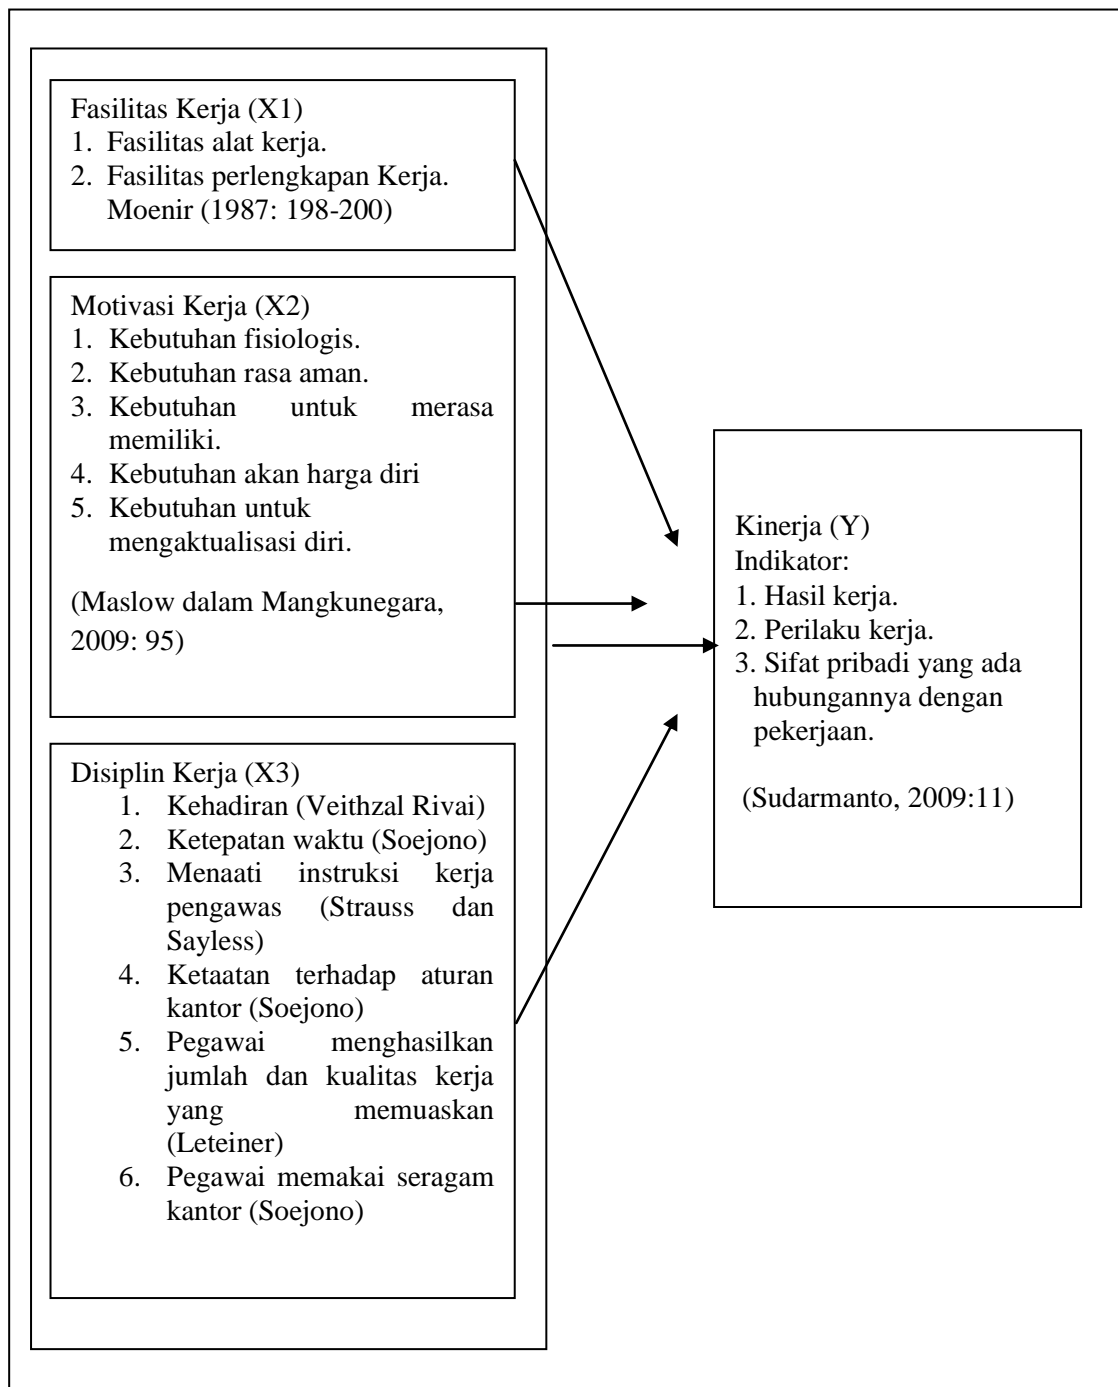 Fasilitas Kerja (X1)
1. Fasilitas alat kerja.
2. Fasilitas perlengkapan Kerja.
Moenir (1987: 198-200)
Motivasi Kerja (X2)
1. Kebutuhan fisiologis.
2. Kebutuhan rasa aman.
3. Kebutuhan untuk merasa
memiliki.
4. Kebutuhan akan harga diri
5. Kebutuhan untuk
mengaktualisasi diri.
(Maslow dalam Mangkunegara,
2009: 95)
Disiplin Kerja (X3)
1. Kehadiran (Veithzal Rivai)
2. Ketepatan waktu (Soejono)
3. Menaati instruksi kerja
pengawas (Strauss dan
Sayless)
4. Ketaatan terhadap aturan
kantor (Soejono)
5. Pegawai menghasilkan
jumlah dan kualitas kerja
yang memuaskan
(Leteiner)
6. Pegawai memakai seragam
kantor (Soejono)
Kinerja (Y)
Indikator:
1. Hasil kerja.
2. Perilaku kerja.
3. Sifat pribadi yang ada
hubungannya dengan
pekerjaan.
(Sudarmanto, 2009:11)